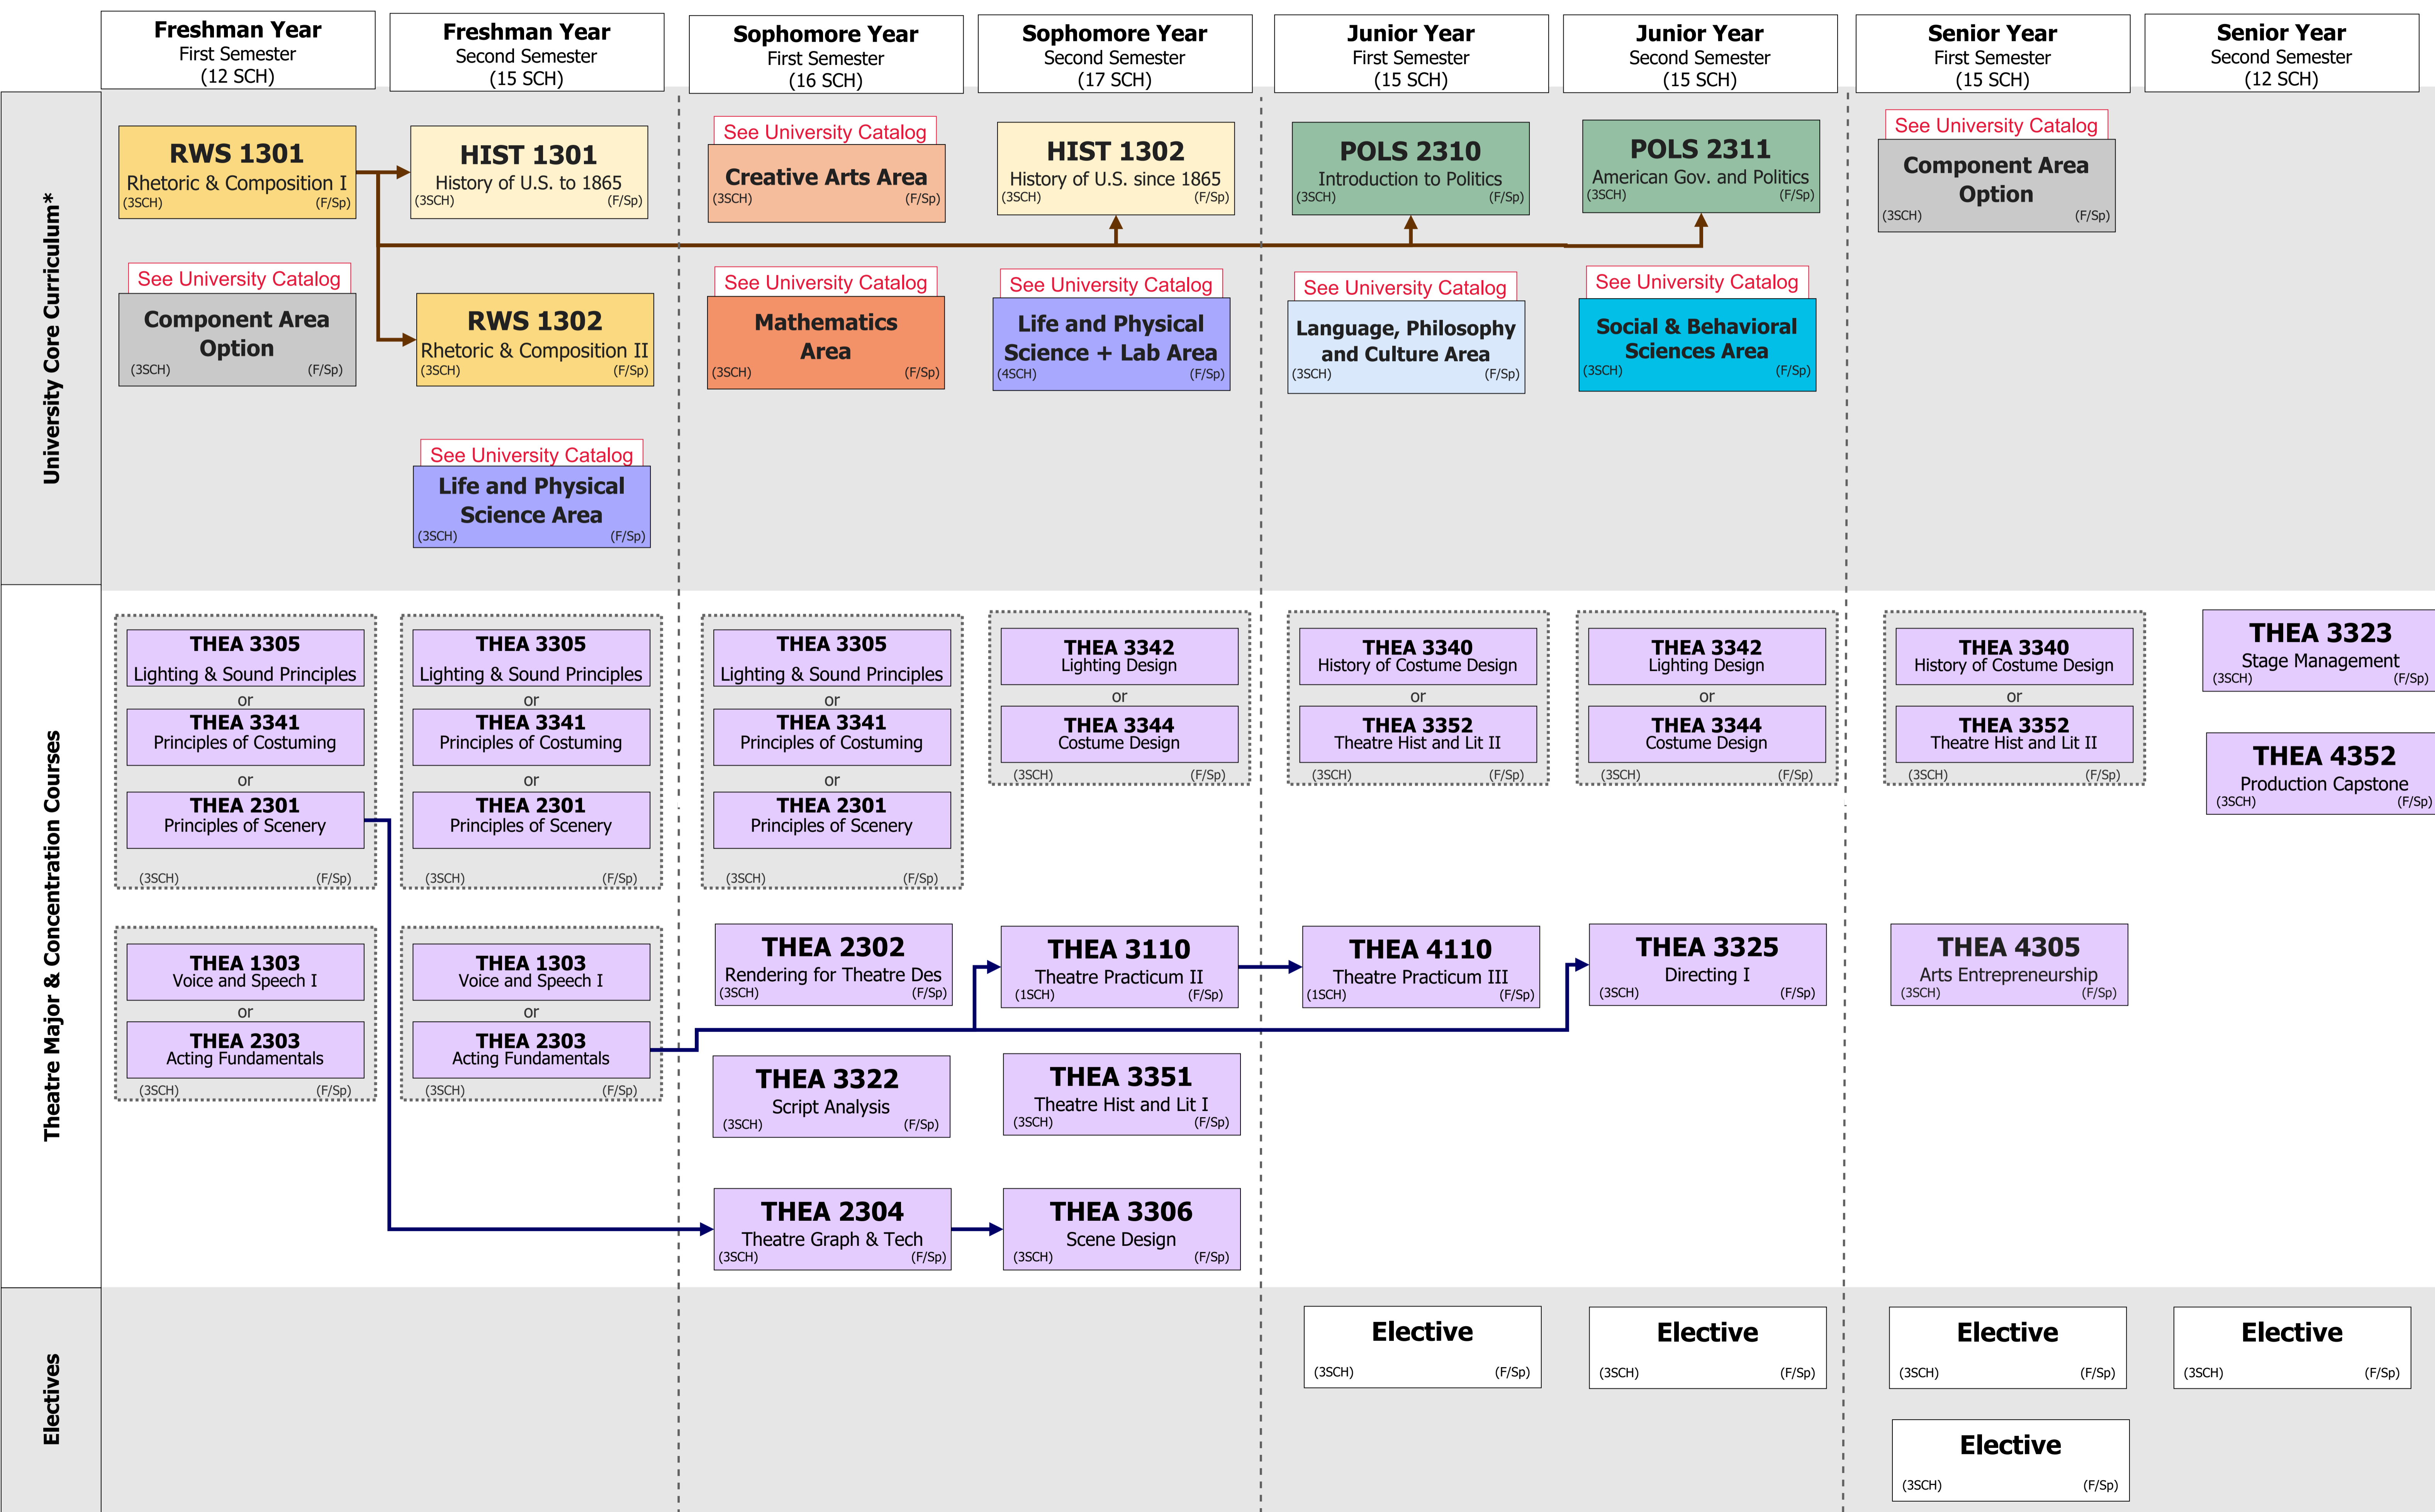 Freshman Year
First Semester
(12 SCH)
Freshman Year
Second Semester
(15 SCH)
Sophomore Year
First Semester
(16 SCH)
Sophomore Year
Second Semester
(17 SCH)
Junior Year
First Semester
(15 SCH)
Junior Year
Second Semester
(15 SCH)
Senior Year
First Semester
(15 SCH)
Senior Year
Second Semester
(12 SCH)
University Core Curriculum*
RWS 1301
Rhetoric & Composition I
(3SCH) (F/Sp)
HIST 1301
History of U.S. to 1865
(3SCH) (F/Sp)
See University Catalog
Creative Arts Area
(3SCH) (F/Sp)
HIST 1302
History of U.S. since 1865
(3SCH) (F/Sp)
POLS 2310
Introduction to Politics
(3SCH) (F/Sp)
POLS 2311
American Gov. and Politics
(3SCH) (F/Sp)
See University Catalog
Component Area
Option
(3SCH) (F/Sp)
See University Catalog
Component Area
Option
(3SCH) (F/Sp)
RWS 1302
Rhetoric & Composition II
(3SCH) (F/Sp)
See University Catalog
Mathematics
Area
(3SCH) (F/Sp)
See University Catalog
Life and Physical
Science + Lab Area
(4SCH) (F/Sp)
See University Catalog
Language, Philosophy
and Culture Area
(3SCH) (F/Sp)
See University Catalog
Social & Behavioral
Sciences Area
(3SCH) (F/Sp)
See University Catalog
Life and Physical
Science Area
(3SCH) (F/Sp)
Theatre Major & Concentration Courses
THEA 3305
Lighting & Sound Principles
or
THEA 3341
Principles of Costuming
or
THEA 2301
Principles of Scenery
(3SCH) (F/Sp)
THEA 3305
Lighting & Sound Principles
or
THEA 3341
Principles of Costuming
or
THEA 2301
Principles of Scenery
(3SCH) (F/Sp)
THEA 3305
Lighting & Sound Principles
or
THEA 3341
Principles of Costuming
or
THEA 2301
Principles of Scenery
(3SCH) (F/Sp)
THEA 3342
Lighting Design
or
THEA 3344
Costume Design
(3SCH) (F/Sp)
THEA 3340
History of Costume Design
or
THEA 3352
Theatre Hist and Lit II
(3SCH) (F/Sp)
THEA 3342
Lighting Design
or
THEA 3344
Costume Design
(3SCH) (F/Sp)
THEA 3340
History of Costume Design
or
THEA 3352
Theatre Hist and Lit II
(3SCH) (F/Sp)
THEA 3323
Stage Management
(3SCH) (F/Sp)
THEA 4352
Production Capstone
(3SCH) (F/Sp)
THEA 1303
Voice and Speech I
or
THEA 2303
Acting Fundamentals
(3SCH) (F/Sp)
THEA 1303
Voice and Speech I
or
THEA 2303
Acting Fundamentals
(3SCH) (F/Sp)
THEA 2302
Rendering for Theatre Des
(3SCH) (F/Sp)
THEA 3110
Theatre Practicum II
(1SCH) (F/Sp)
THEA 4110
Theatre Practicum III
(1SCH) (F/Sp)
THEA 3325
Directing I
(3SCH) (F/Sp)
THEA 4305
Arts Entrepreneurship
(3SCH) (F/Sp)
THEA 3322
Script Analysis
(3SCH) (F/Sp)
THEA 3351
Theatre Hist and Lit I
(3SCH) (F/Sp)
THEA 2304
Theatre Graph & Tech
(3SCH) (F/Sp)
THEA 3306
Scene Design
(3SCH) (F/Sp)
Electives
Elective
(3SCH) (F/Sp)
Elective
(3SCH) (F/Sp)
Elective
(3SCH) (F/Sp)
Elective
(3SCH) (F/Sp)
Elective
(3SCH) (F/Sp)